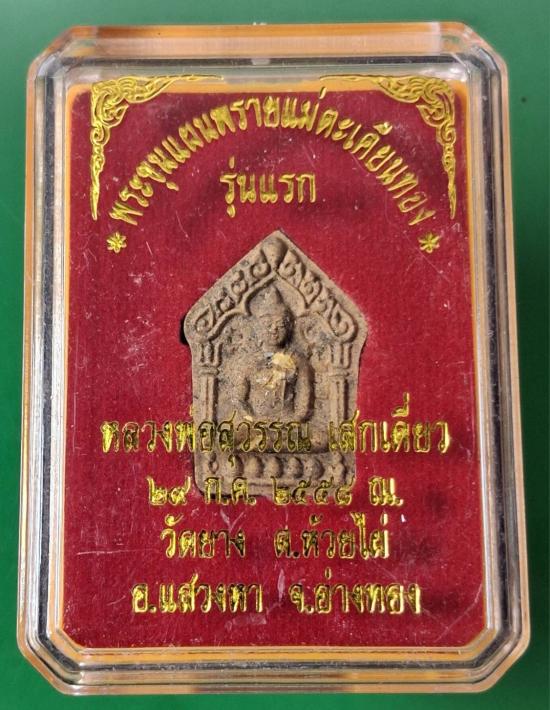 * พระขุนแผนพรายแม่ตะเคียนทอง *
รุ่นแรก
หลวงพ่อสุวรรณ เสกเดี่ยว
๒๙ ก.ค. ๒๕๕๘ ณ.
วัดยาง ต.ห้วยไผ่
อ.แสวงหา จ.อ่างทอง